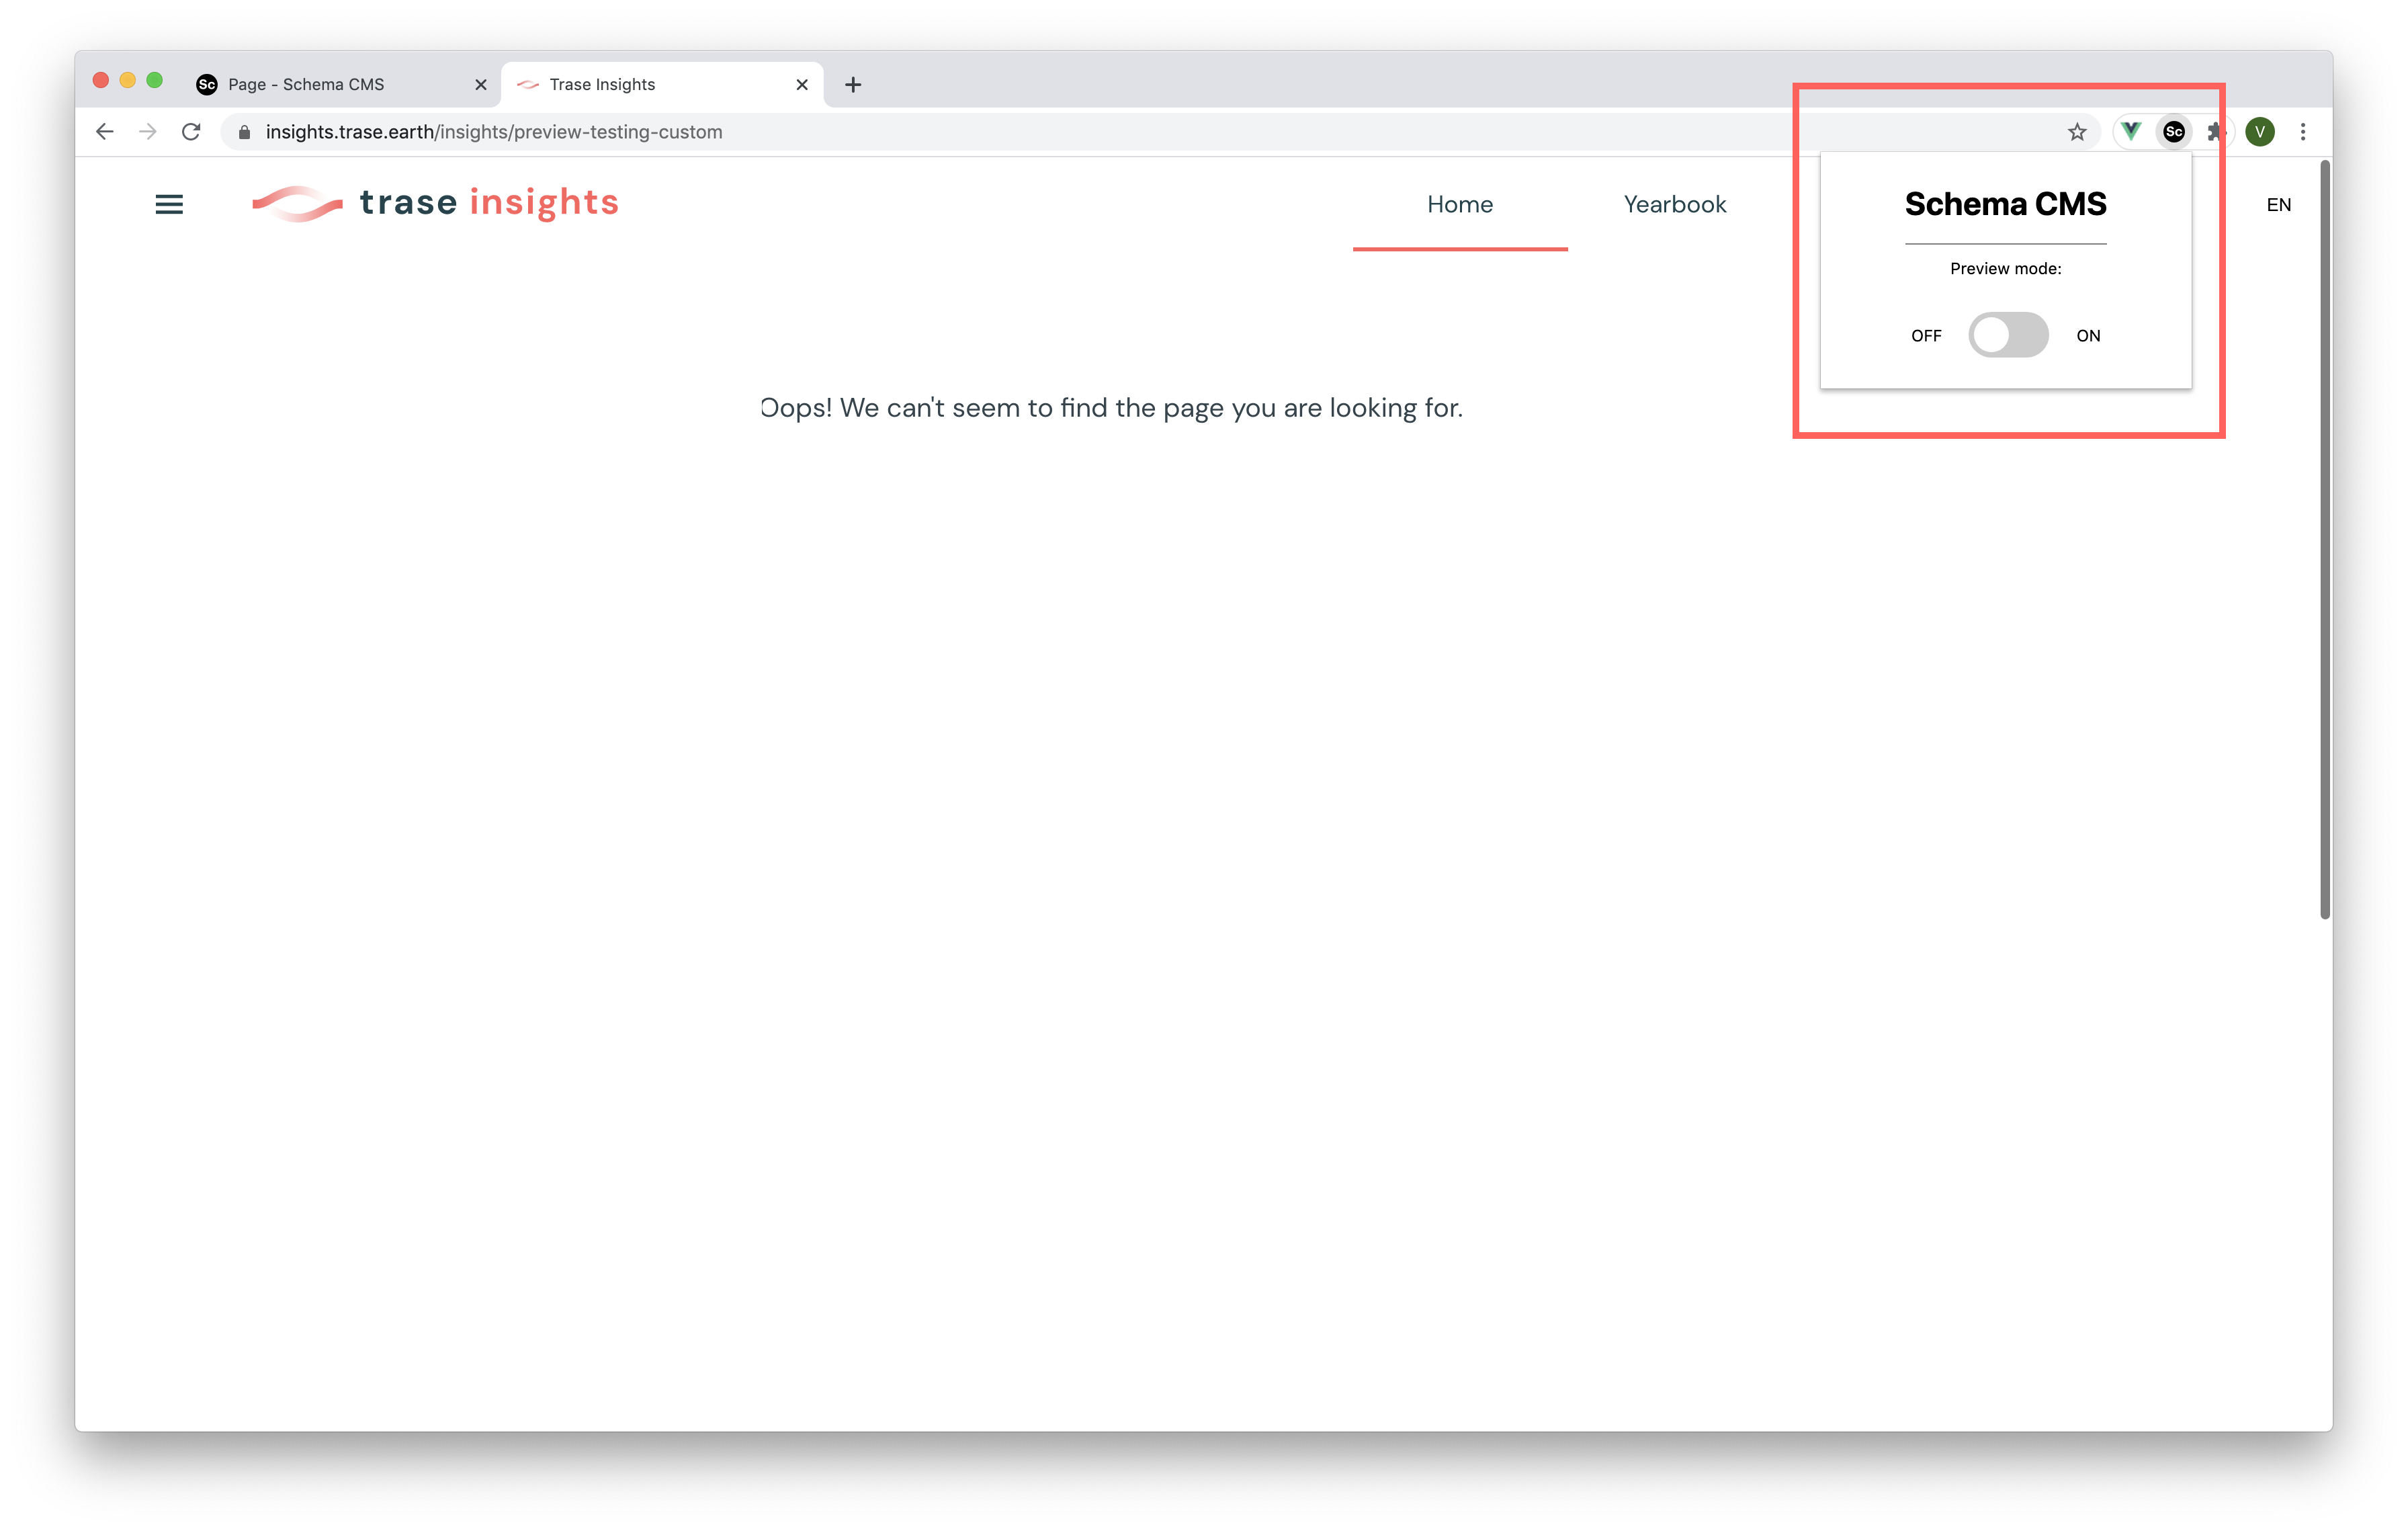 Sc Page - Schema CMS
Trase Insights
insights.trase.earth/insights/preview-testing-custom
Sc
V
trase insights
Home
Yearbook
EN
Schema CMS
Preview mode:
OFF
ON
Oops! We can't seem to find the page you are looking for.